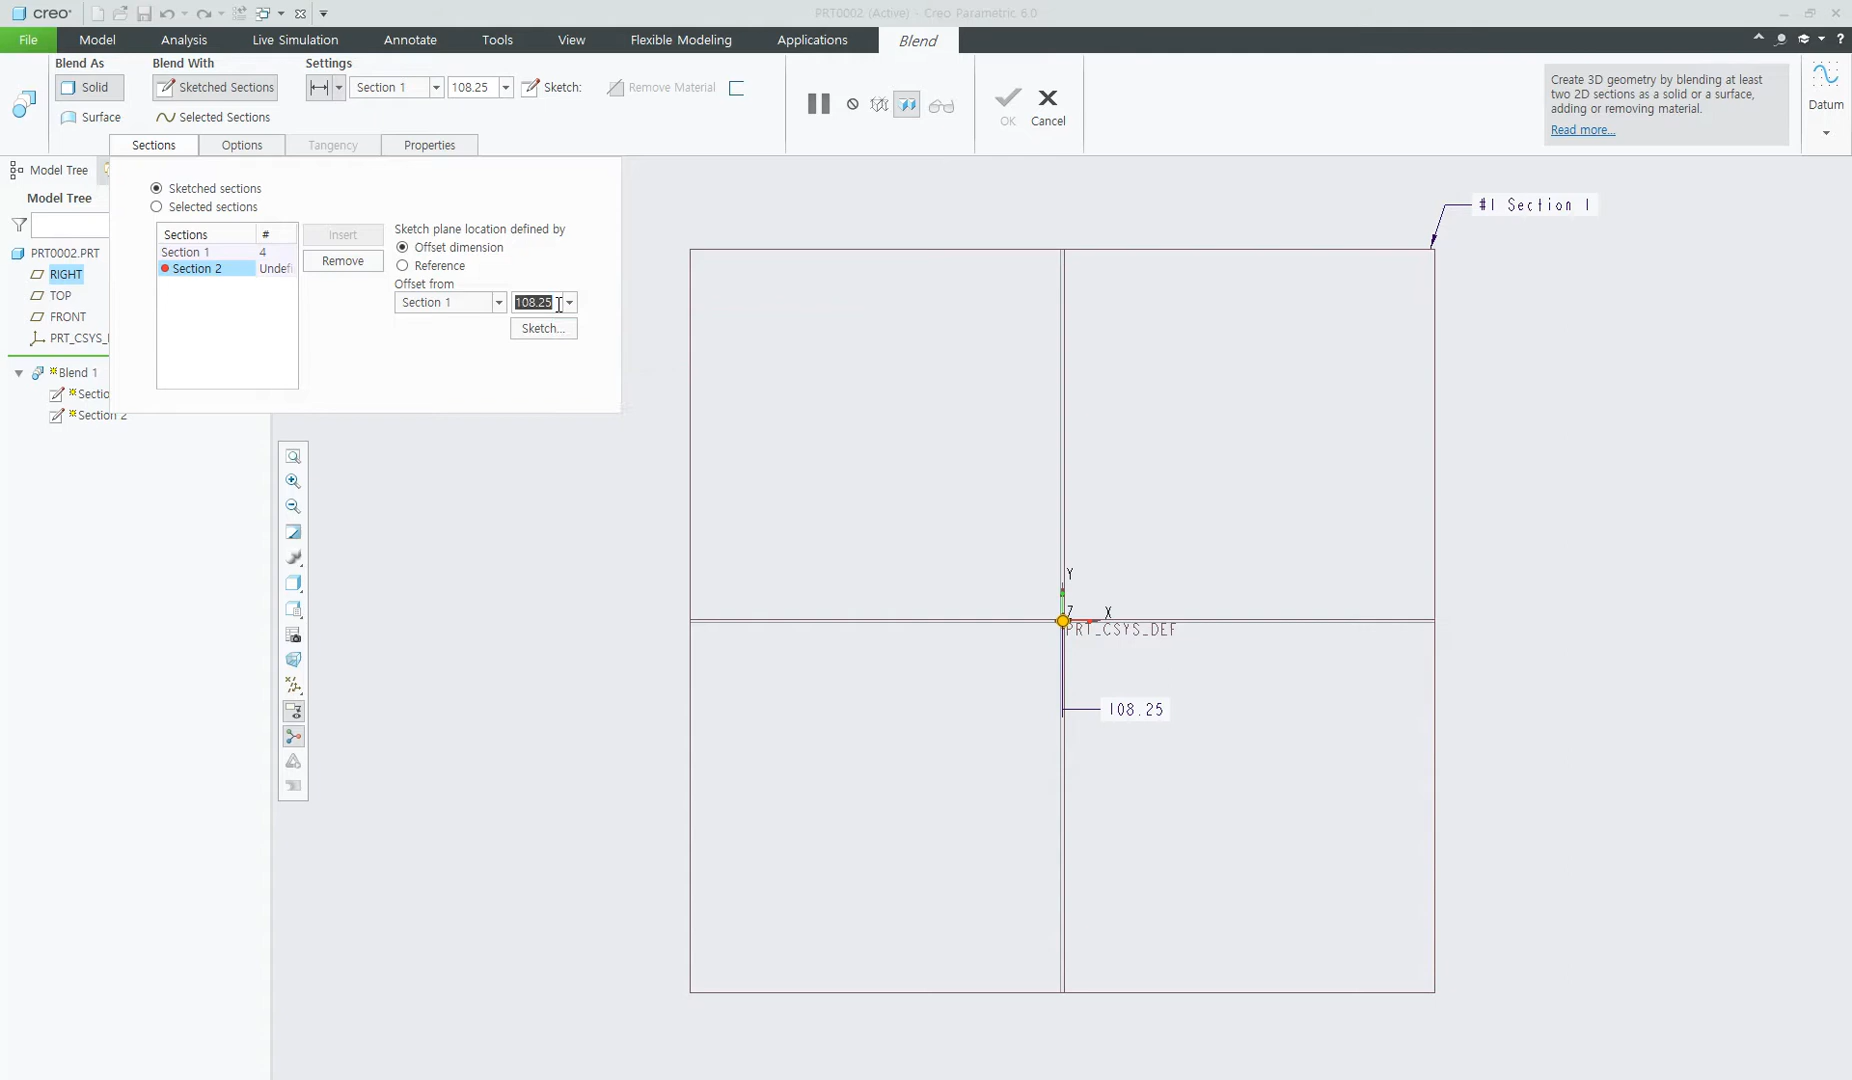 creo
PRT0002 (Active) - Creo Parametric 6.0
File Model Analysis Live Simulation Annotate Tools View Flexible Modeling Applications Blend
Blend As Blend With Settings
Solid Sketched Sections Section 1 108.25 Sketch: Remove Material
Surface Selected Sections
OK Cancel
Create 3D geometry by blending at least
two 2D sections as a solid or a surface,
adding or removing material.
Read more...
Datum
Sections Options Tangency Properties
Model Tree
Model Tree
PRT0002.PRT
RIGHT
TOP
FRONT
PRT_CSYS_
Blend 1
Sectio
Section 2
Sketched sections
Selected sections
Sections #
Section 1 4
Section 2 Undefi
Insert
Remove
Sketch plane location defined by
Offset dimension
Reference
Offset from
Section 1 108.25
Sketch...
#1 Section 1
Y
Z X
PRT_CSYS_DEF
108.25